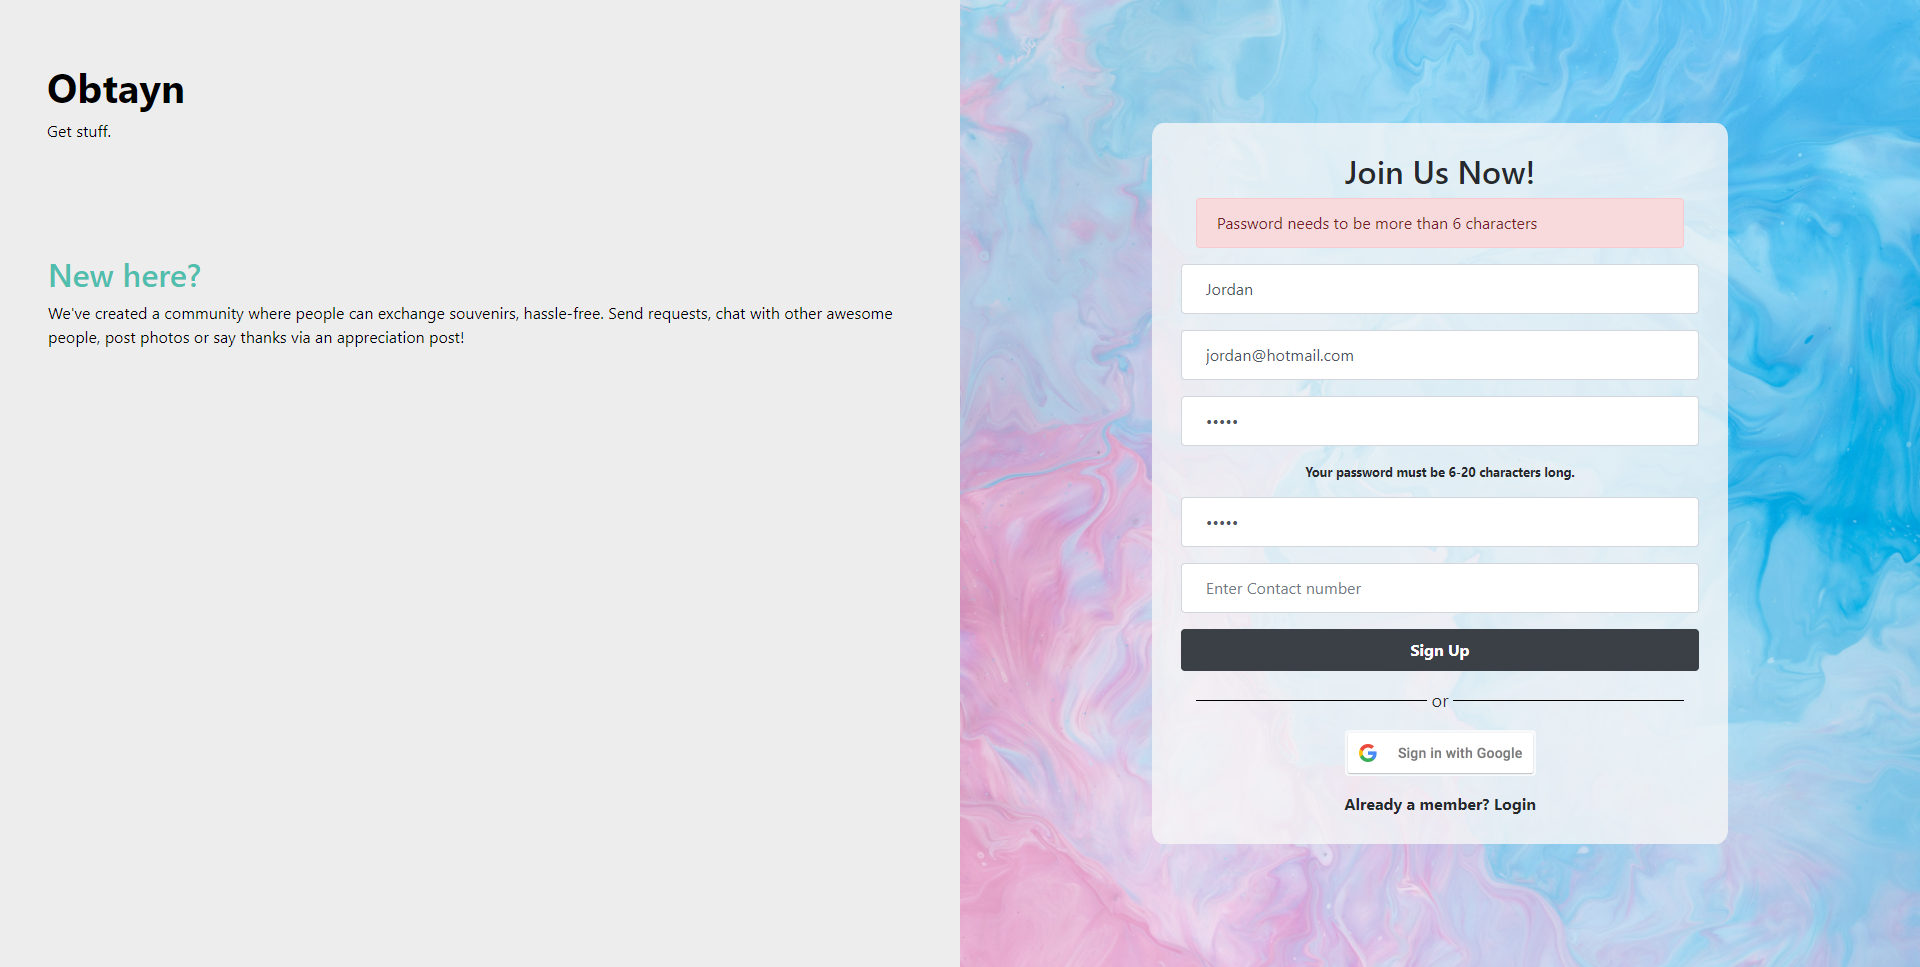 Obtayn
Get stuff.
New here?
We've created a community where people can exchange souvenirs, hassle-free. Send requests, chat with other awesome
people, post photos or say thanks via an appreciation post!
Join Us Now!
Password needs to be more than 6 characters
Jordan
jordan@hotmail.com
•••••
Your password must be 6-20 characters long.
•••••
Enter Contact number
Sign Up
or
Sign in with Google
Already a member? Login